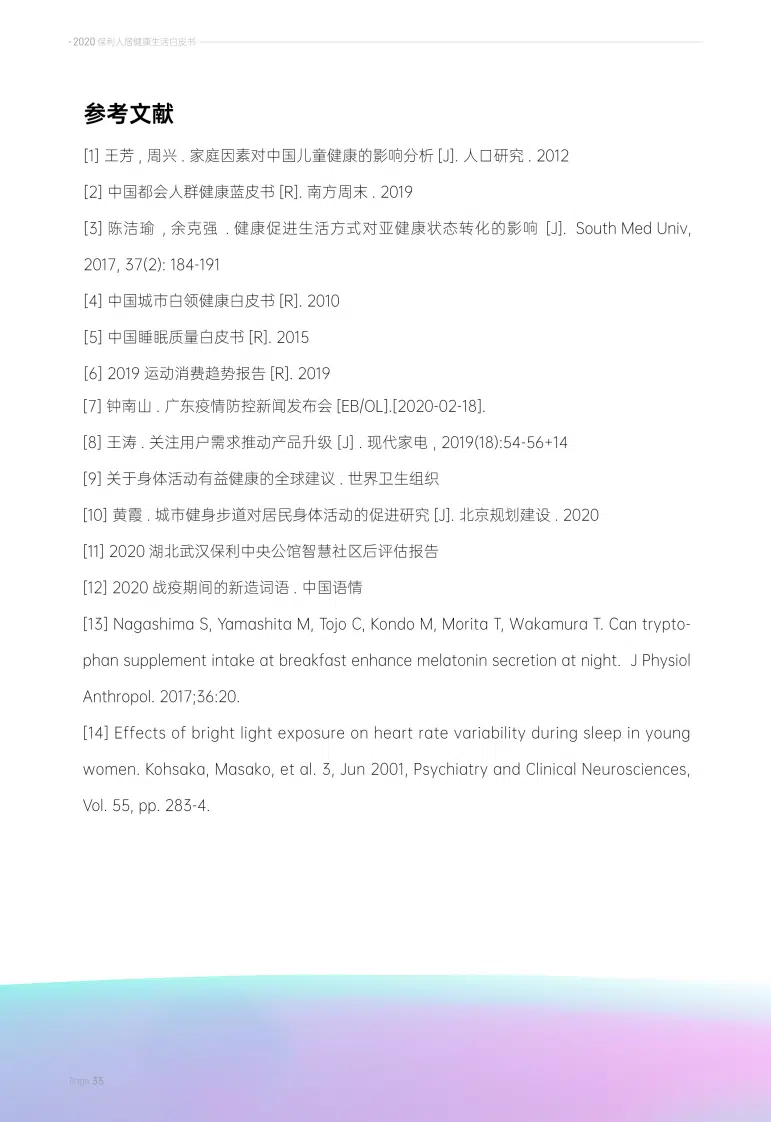 · 2020 保利人居健康生活白皮书
参考文献
[1] 王芳 , 周兴 . 家庭因素对中国儿童健康的影响分析 [J]. 人口研究 . 2012
[2] 中国都会人群健康蓝皮书 [R]. 南方周末 . 2019
[3] 陈洁瑜 , 余克强 . 健康促进生活方式对亚健康状态转化的影响 [J]. South Med Univ,
2017, 37(2): 184-191
[4] 中国城市白领健康白皮书 [R]. 2010
[5] 中国睡眠质量白皮书 [R]. 2015
[6] 2019 运动消费趋势报告 [R]. 2019
[7] 钟南山 . 广东疫情防控新闻发布会 [EB/OL].[2020-02-18].
[8] 王涛 . 关注用户需求推动产品升级 [J] . 现代家电 , 2019(18):54-56+14
[9] 关于身体活动有益健康的全球建议 . 世界卫生组织
[10] 黄霞 . 城市健身步道对居民身体活动的促进研究 [J]. 北京规划建设 . 2020
[11] 2020 湖北武汉保利中央公馆智慧社区后评估报告
[12] 2020 战疫期间的新造词语 . 中国语情
[13] Nagashima S, Yamashita M, Tojo C, Kondo M, Morita T, Wakamura T. Can trypto-
phan supplement intake at breakfast enhance melatonin secretion at night. J Physiol
Anthropol. 2017;36:20.
[14] Effects of bright light exposure on heart rate variability during sleep in young
women. Kohsaka, Masako, et al. 3, Jun 2001, Psychiatry and Clinical Neurosciences,
Vol. 55, pp. 283-4.
Page 35